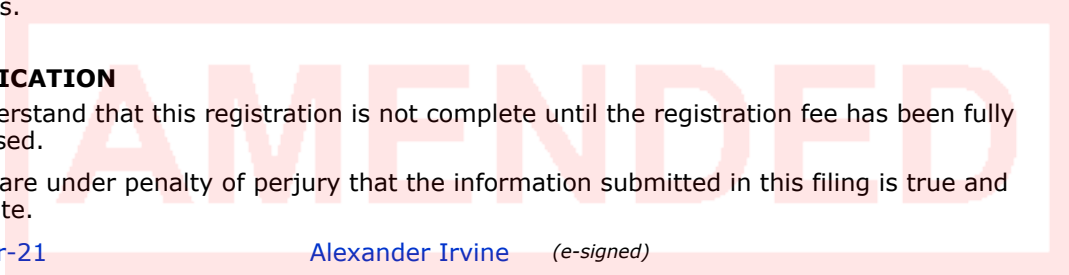 s.
ICATION
erstand that this registration is not complete until the registration fee has been fully
sed.
are under penalty of perjury that the information submitted in this filing is true and
te.
r-21 Alexander Irvine (e-signed)
AMENDED